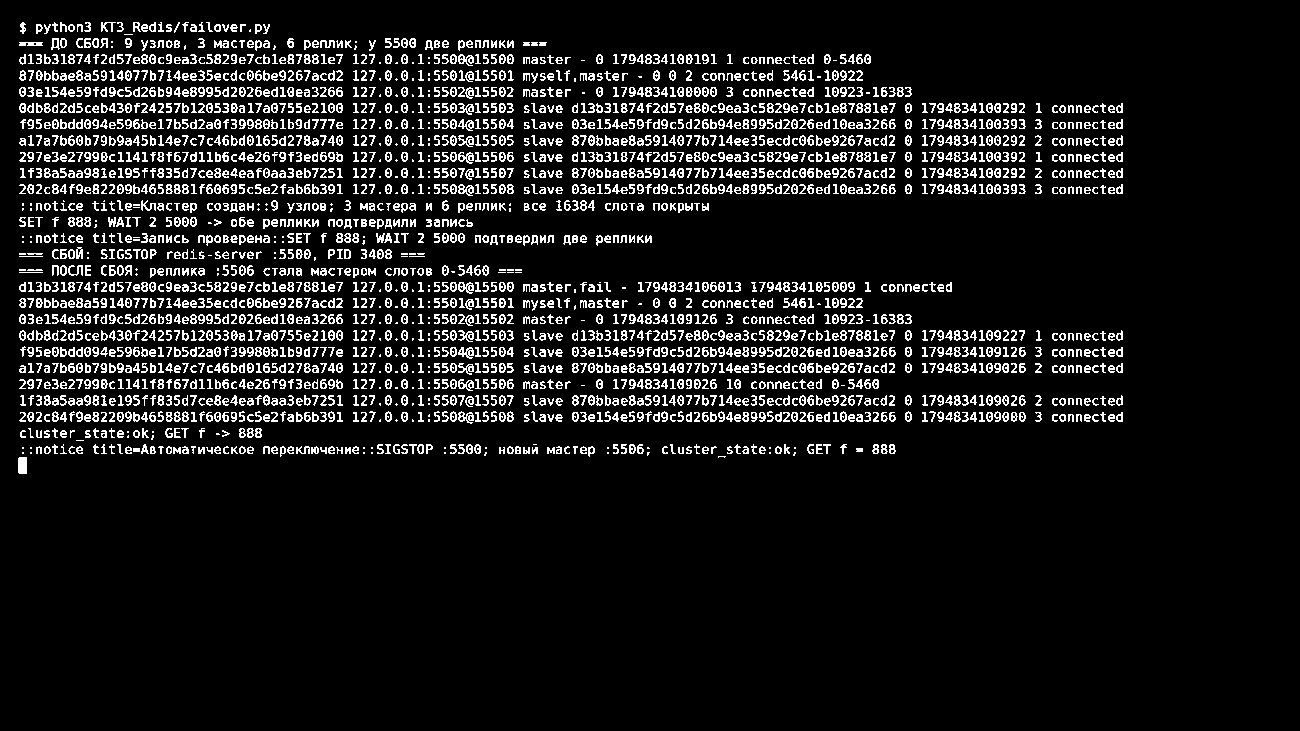 $ python3 KT3_Redis/failover.py
=== ДО СБОЯ: 9 узлов, 3 мастера, 6 реплик; у 5500 две реплики ===
d13b31874f2d57e80c9ea3c5829e7cb1e87881e7 127.0.0.1:5500@15500 master - 0 1794834100191 1 connected 0-5460
870bbae8a5914077b714ee35ecdc06be9267acd2 127.0.0.1:5501@15501 myself,master - 0 0 2 connected 5461-10922
03e154e59fd9c5d26b94e8995d2026ed10ea3266 127.0.0.1:5502@15502 master - 0 1794834100000 3 connected 10923-16383
0db8d2d5ceb430f24257b120530a17a0755e2100 127.0.0.1:5503@15503 slave d13b31874f2d57e80c9ea3c5829e7cb1e87881e7 0 1794834100292 1 connected
f95e0bdd094e596be17b5d2a0f39980b1b9d777e 127.0.0.1:5504@15504 slave 03e154e59fd9c5d26b94e8995d2026ed10ea3266 0 1794834100393 3 connected
a17a7b60b79b9a45b14e7c7c46bd0165d278a740 127.0.0.1:5505@15505 slave 870bbae8a5914077b714ee35ecdc06be9267acd2 0 1794834100292 2 connected
297e3e27990c1141f8f67d11b6c4e26f9f3ed69b 127.0.0.1:5506@15506 slave d13b31874f2d57e80c9ea3c5829e7cb1e87881e7 0 1794834100392 1 connected
1f38a5aa981e195ff835d7ce8e4eaf0aa3eb7251 127.0.0.1:5507@15507 slave 870bbae8a5914077b714ee35ecdc06be9267acd2 0 1794834100292 2 connected
202c84f9e82209b4658881f60695c5e2fab6b391 127.0.0.1:5508@15508 slave 03e154e59fd9c5d26b94e8995d2026ed10ea3266 0 1794834100393 3 connected
::notice title=Кластер создан::9 узлов; 3 мастера и 6 реплик; все 16384 слота покрыты
SET f 888; WAIT 2 5000 -> обе реплики подтвердили запись
::notice title=Запись проверена::SET f 888; WAIT 2 5000 подтвердил две реплики
=== СБОЙ: SIGSTOP redis-server :5500, PID 3408 ===
=== ПОСЛЕ СБОЯ: реплика :5506 стала мастером слотов 0-5460 ===
d13b31874f2d57e80c9ea3c5829e7cb1e87881e7 127.0.0.1:5500@15500 master,fail - 1794834106013 1794834105009 1 connected
870bbae8a5914077b714ee35ecdc06be9267acd2 127.0.0.1:5501@15501 myself,master - 0 0 2 connected 5461-10922
03e154e59fd9c5d26b94e8995d2026ed10ea3266 127.0.0.1:5502@15502 master - 0 1794834109126 3 connected 10923-16383
0db8d2d5ceb430f24257b120530a17a0755e2100 127.0.0.1:5503@15503 slave d13b31874f2d57e80c9ea3c5829e7cb1e87881e7 0 1794834109227 1 connected
f95e0bdd094e596be17b5d2a0f39980b1b9d777e 127.0.0.1:5504@15504 slave 03e154e59fd9c5d26b94e8995d2026ed10ea3266 0 1794834109126 3 connected
a17a7b60b79b9a45b14e7c7c46bd0165d278a740 127.0.0.1:5505@15505 slave 870bbae8a5914077b714ee35ecdc06be9267acd2 0 1794834109026 2 connected
297e3e27990c1141f8f67d11b6c4e26f9f3ed69b 127.0.0.1:5506@15506 master - 0 1794834109026 10 connected 0-5460
1f38a5aa981e195ff835d7ce8e4eaf0aa3eb7251 127.0.0.1:5507@15507 slave 870bbae8a5914077b714ee35ecdc06be9267acd2 0 1794834109026 2 connected
202c84f9e82209b4658881f60695c5e2fab6b391 127.0.0.1:5508@15508 slave 03e154e59fd9c5d26b94e8995d2026ed10ea3266 0 1794834109000 3 connected
cluster_state:ok; GET f -> 888
::notice title=Автоматическое переключение::SIGSTOP :5500; новый мастер :5506; cluster_state:ok; GET f = 888